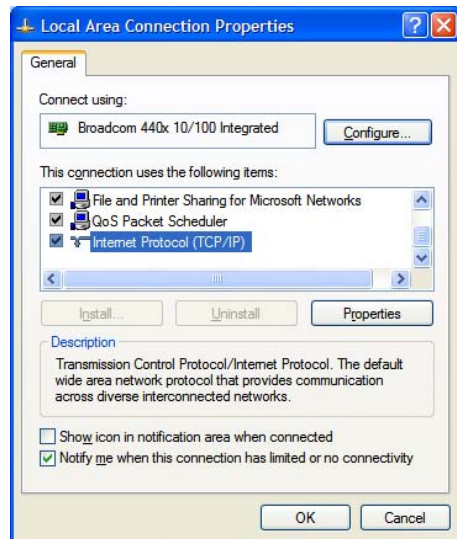 Local Area Connection Properties
General
Connect using:
Broadcom 440x 10/100 Integrated
Configure...
This connection uses the following items:
File and Printer Sharing for Microsoft Networks
QoS Packet Scheduler
Internet Protocol (TCP/IP)
Install...
Uninstall
Properties
Description
Transmission Control Protocol/Internet Protocol. The default
wide area network protocol that provides communication
across diverse interconnected networks.
Show icon in notification area when connected
Notify me when this connection has limited or no connectivity
OK
Cancel